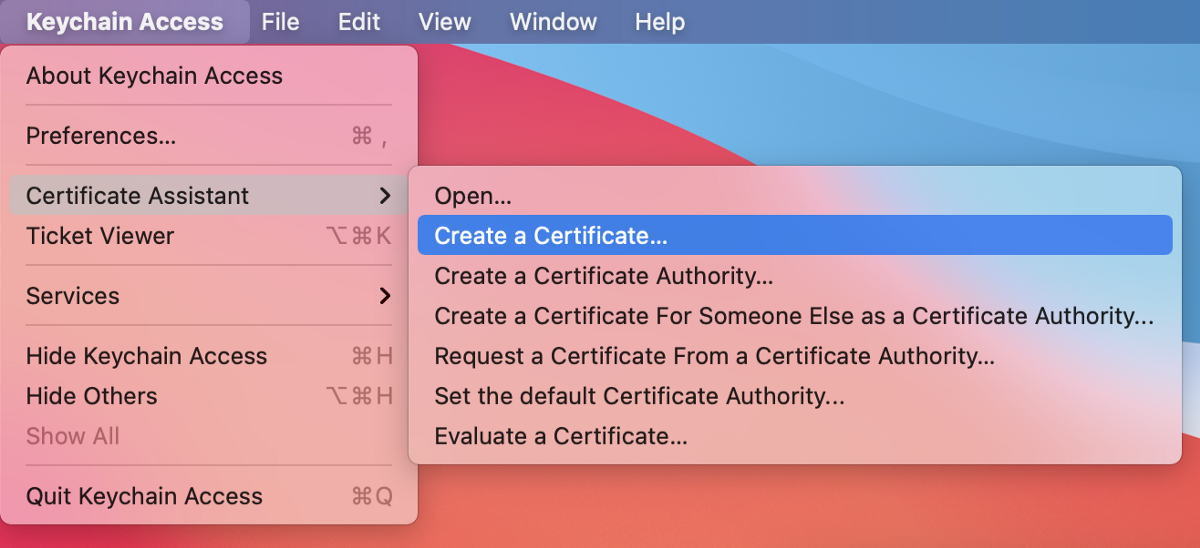 Keychain Access File Edit View Window Help
About Keychain Access
Preferences... ⌘ ,
Certificate Assistant >
Ticket Viewer ⌥⌘K
Services >
Hide Keychain Access ⌘H
Hide Others ⌥⌘H
Show All
Quit Keychain Access ⌘Q
Open...
Create a Certificate...
Create a Certificate Authority...
Create a Certificate For Someone Else as a Certificate Authority...
Request a Certificate From a Certificate Authority...
Set the default Certificate Authority...
Evaluate a Certificate...